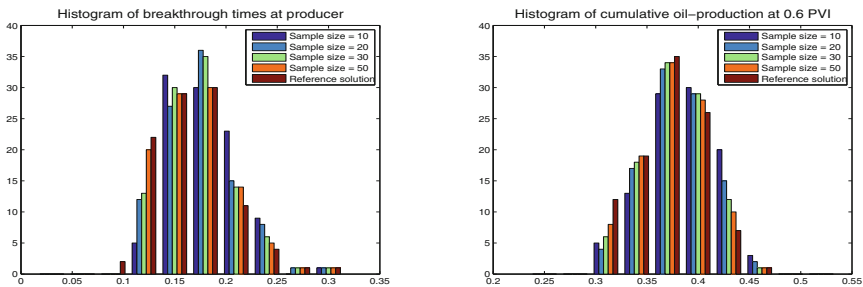 Histogram of breakthrough times at producer
40
35
30
25
20
15
10
5
0
0 0.05 0.1 0.15 0.2 0.25 0.3 0.35
Sample size = 10
Sample size = 20
Sample size = 30
Sample size = 50
Reference solution
Histogram of cumulative oil−production at 0.6 PVI
40
35
30
25
20
15
10
5
0
0.2 0.25 0.3 0.35 0.4 0.45 0.5 0.55
Sample size = 10
Sample size = 20
Sample size = 30
Sample size = 50
Reference solution